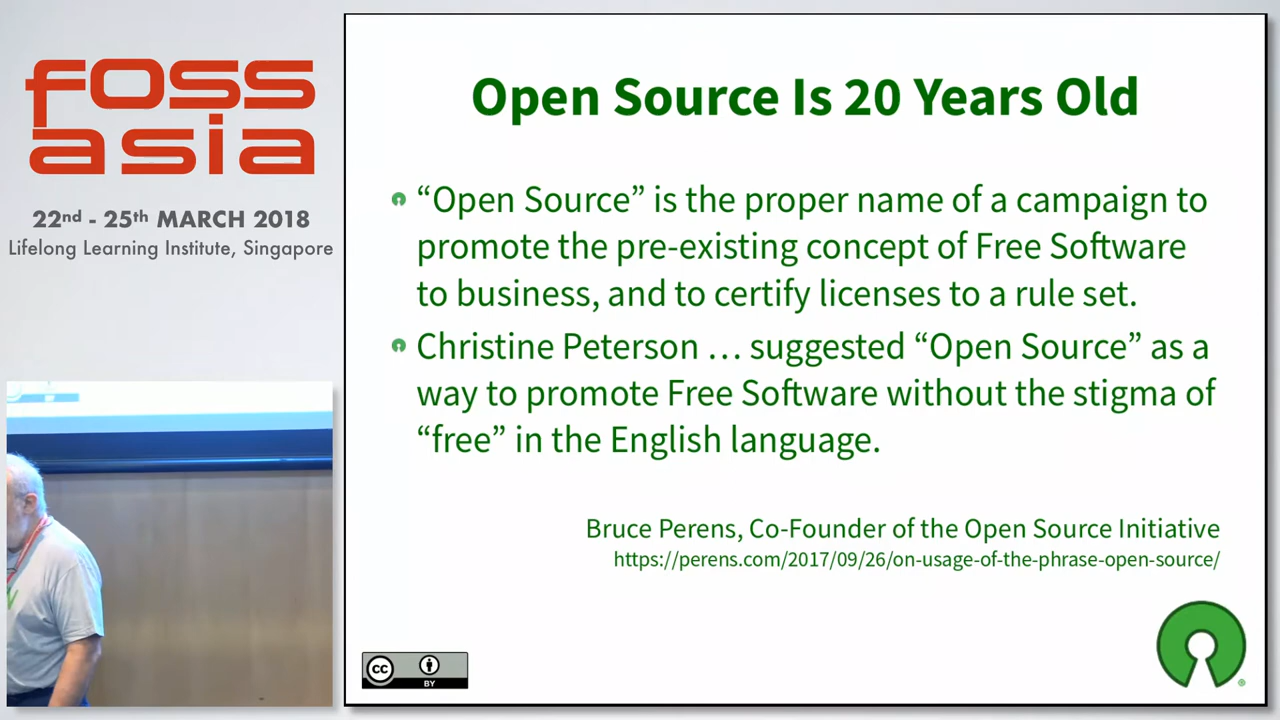 foss
asia
22nd - 25th MARCH 2018
Lifelong Learning Institute, Singapore
Open Source Is 20 Years Old
“Open Source” is the proper name of a campaign to
promote the pre-existing concept of Free Software
to business, and to certify licenses to a rule set.
Christine Peterson … suggested “Open Source” as a
way to promote Free Software without the stigma of
“free” in the English language.
Bruce Perens, Co-Founder of the Open Source Initiative
https://perens.com/2017/09/26/on-usage-of-the-phrase-open-source/
cc
BY
®